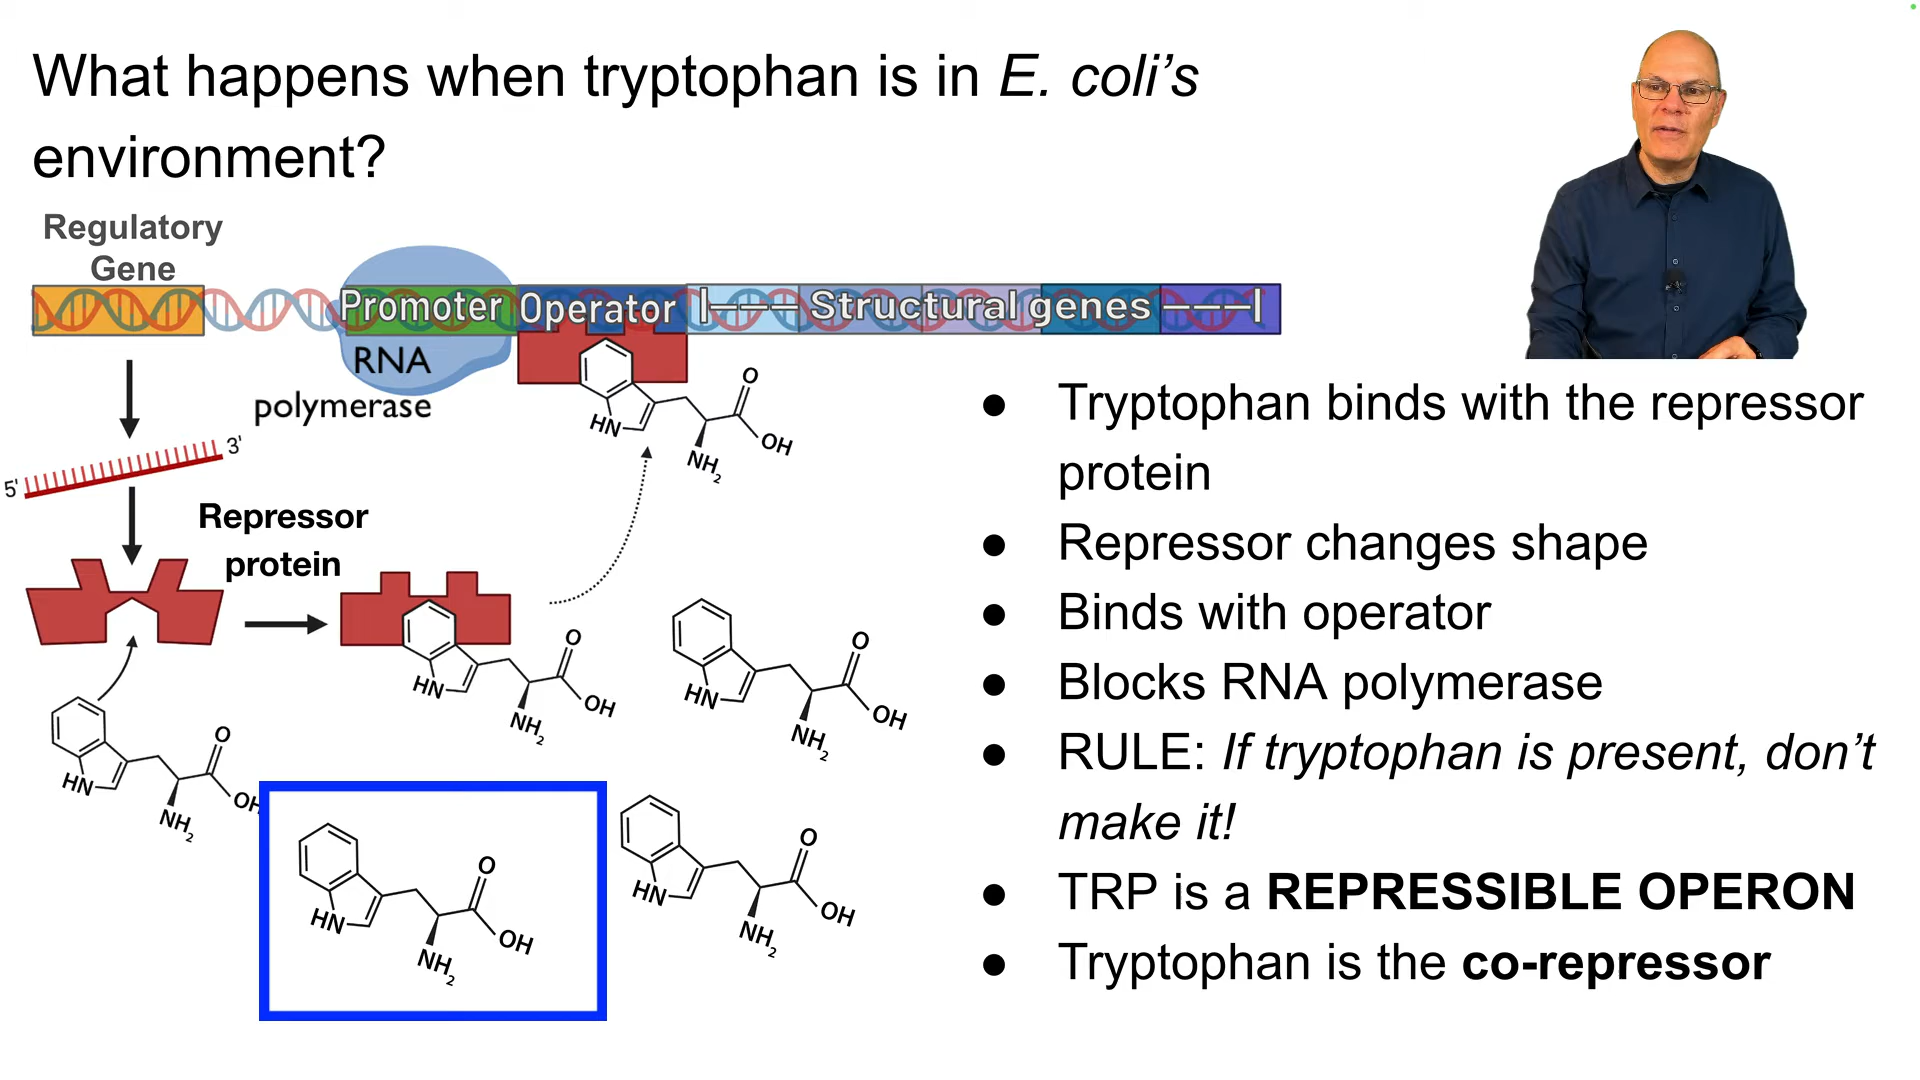 What happens when tryptophan is in E. coli's
environment?
Regulatory
Gene
Promoter Operator |–––– Structural genes –––|
RNA
polymerase
3'
5'
Repressor
protein
O
OH
HN
NH2
O
OH
HN
NH2
O
OH
HN
NH2
O
OH
HN
NH2
O
OH
HN
NH2
O
OH
HN
NH2
● Tryptophan binds with the repressor
protein
● Repressor changes shape
● Binds with operator
● Blocks RNA polymerase
● RULE: If tryptophan is present, don't
make it!
● TRP is a REPRESSIBLE OPERON
● Tryptophan is the co-repressor